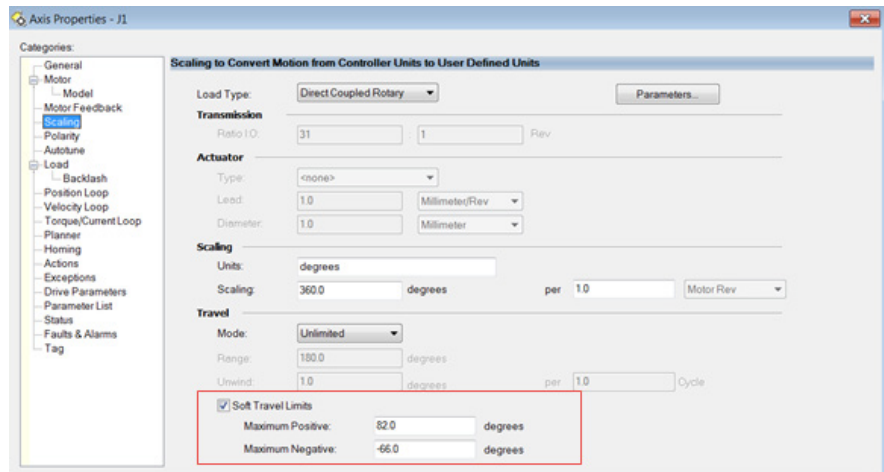 Axis Properties - J1
Categories:
General
Motor
Model
Motor Feedback
Scaling
Polarity
Autotune
Load
Backlash
Position Loop
Velocity Loop
Torque/Current Loop
Planner
Homing
Actions
Exceptions
Drive Parameters
Parameter List
Status
Faults & Alarms
Tag
Scaling to Convert Motion from Controller Units to User Defined Units
Load Type: Direct Coupled Rotary Parameters...
Transmission
Ratio I:O: 31 : 1 Rev
Actuator
Type: <none>
Lead: 1.0 Millimeter/Rev
Diameter: 1.0 Millimeter
Scaling
Units: degrees
Scaling: 360.0 degrees per 1.0 Motor Rev
Travel
Mode: Unlimited
Range: 180.0 degrees
Unwind: 1.0 degrees per 1.0 Cycle
Soft Travel Limits
Maximum Positive: 82.0 degrees
Maximum Negative: -66.0 degrees